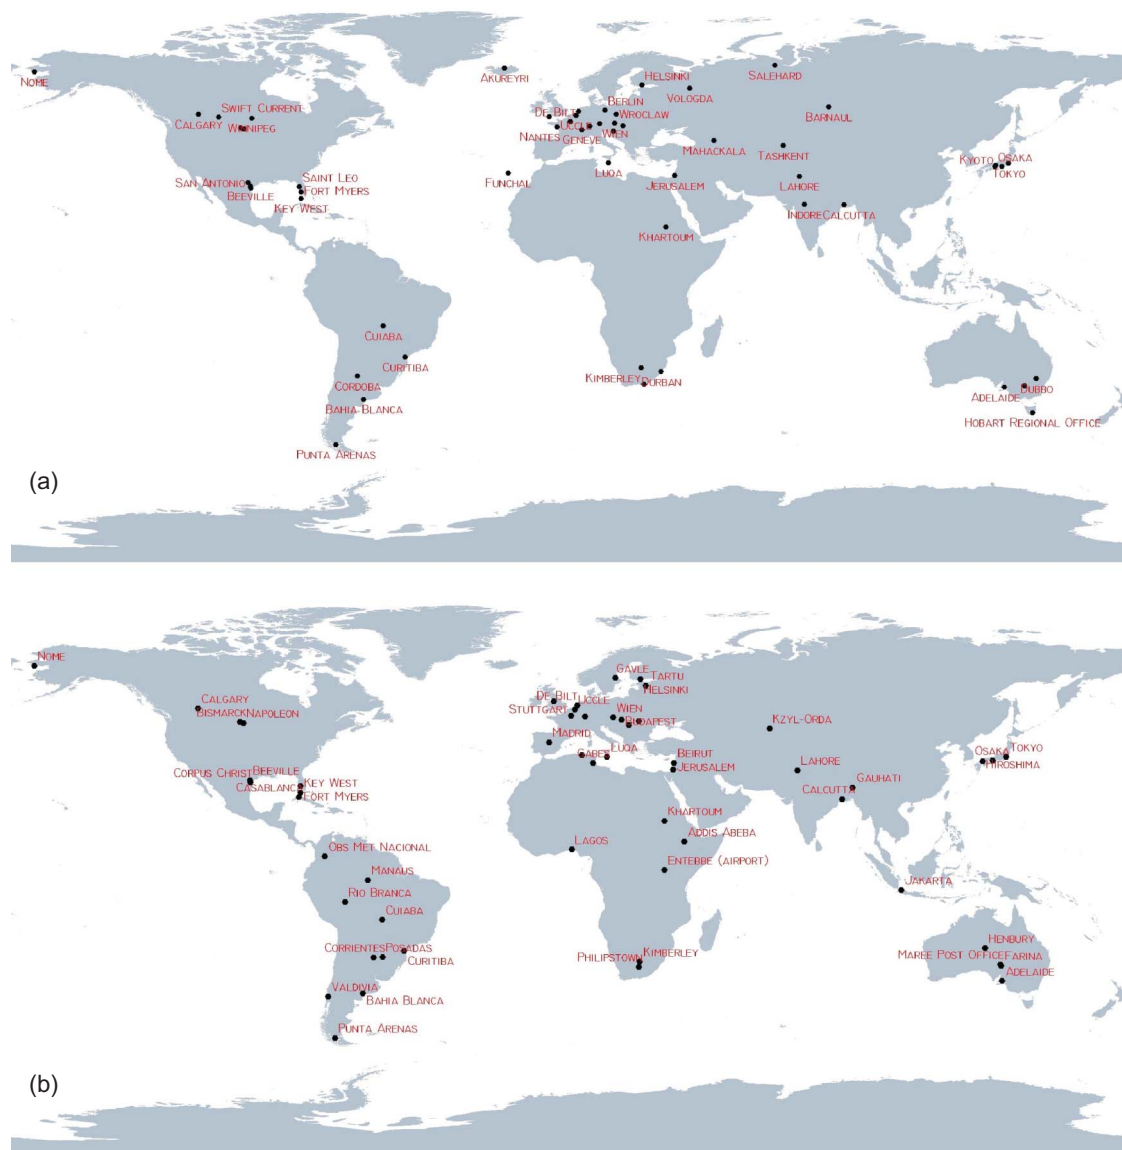 Nome
Akureyri
Helsinki
Salehard
Vologda
Swift Current
Calgary
Winnipeg
De Bilt
Berlin
Wroclaw
Barnaul
Uccle
Nantes
Geneve
Wien
Mahackala
Tashkent
Kyoto
Osaka
Tokyo
San Antonio
Beeville
Saint Leo
Fort Myers
Key West
Funchal
Luqa
Jerusalem
Lahore
Indore
Calcutta
Khartoum
Cuiaba
Curitiba
Cordoba
Bahia Blanca
Punta Arenas
Kimberley
Durban
Adelaide
Dubbo
Hobart Regional Office
(a)
Nome
Gavle
Tartu
Helsinki
Calgary
Bismarck
Napoleon
De Bilt
Uccle
Stuttgart
Wien
Budapest
Kzyl-Orda
Madrid
Gabes
Luqa
Beirut
Jerusalem
Lahore
Gauhati
Calcutta
Osaka
Tokyo
Hiroshima
Corpus Christ
Beeville
Casablanca
Key West
Fort Myers
Khartoum
Addis Abeba
Lagos
Entebbe (airport)
Obs Met Nacional
Manaus
Rio Branca
Cuiaba
Jakarta
Corrientes
Posadas
Curitiba
Philipstown
Kimberley
Henbury
Maree Post Office
Farina
Adelaide
Valdivia
Bahia Blanca
Punta Arenas
(b)